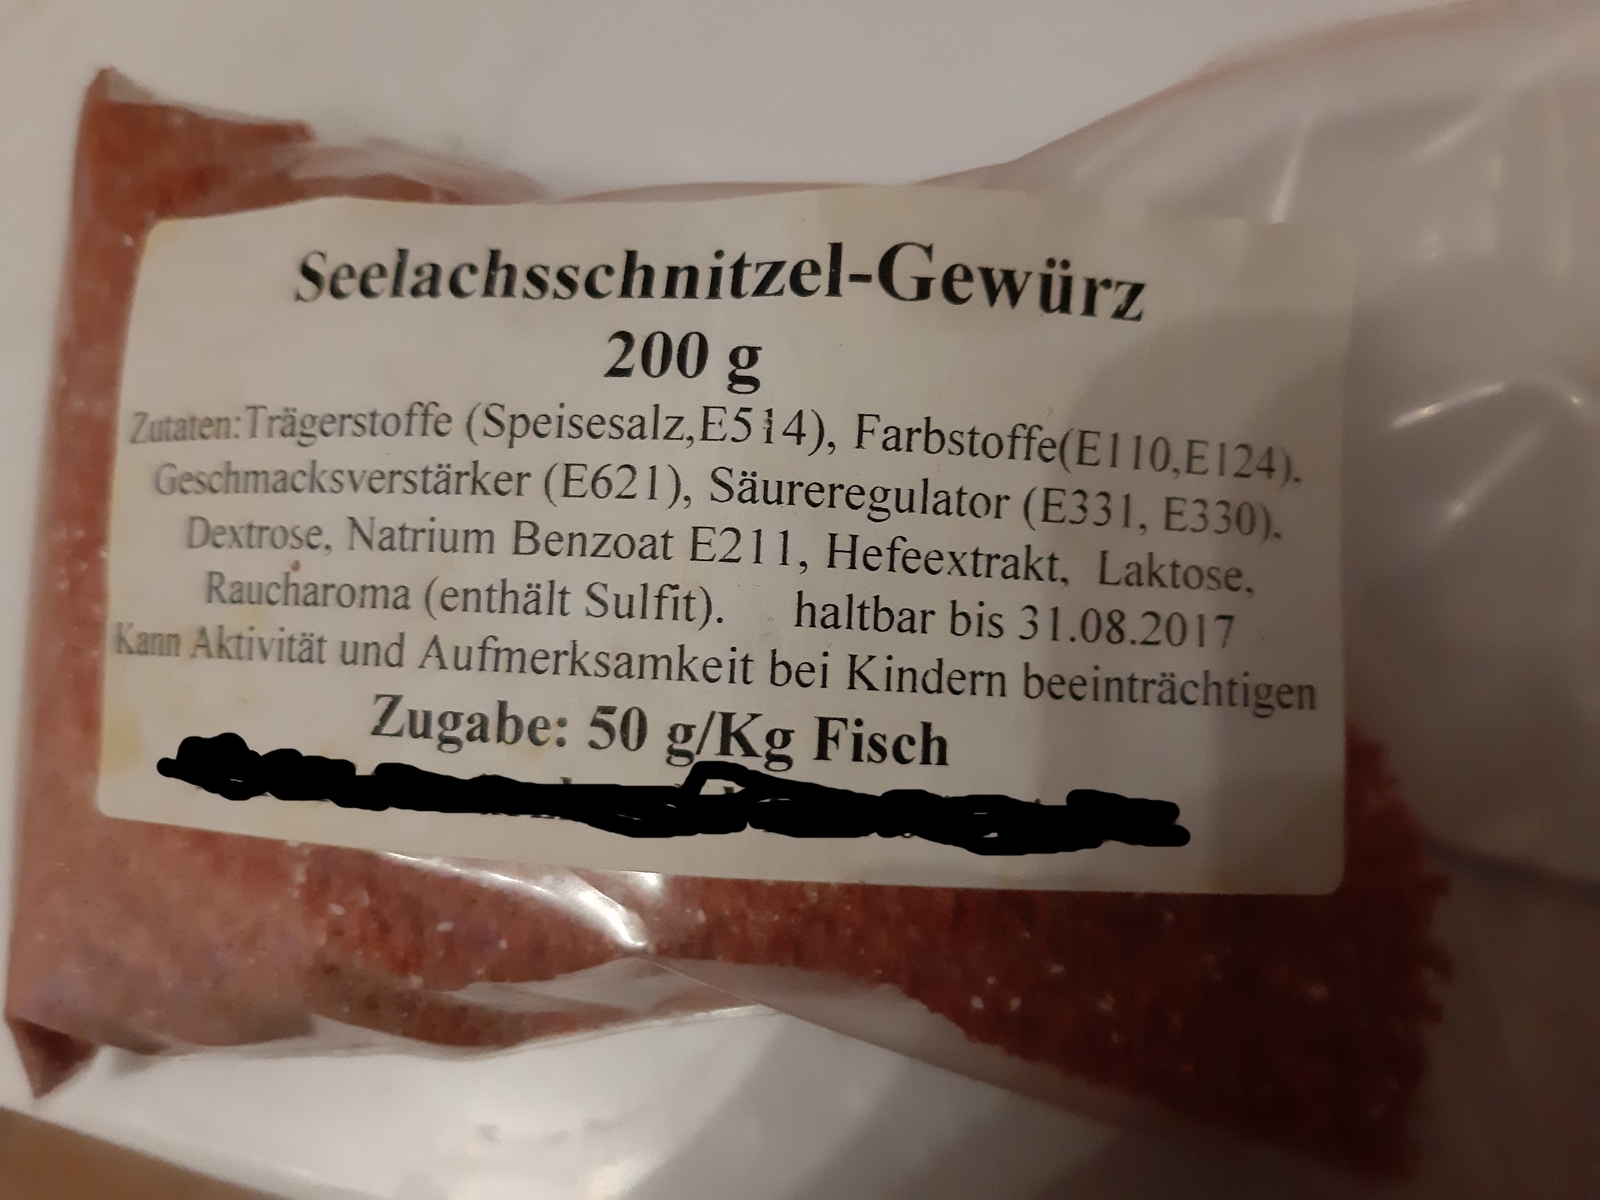 Seelachsschnitzel-Gewürz
200 g
Zutaten:Trägerstoffe (Speisesalz,E514), Farbstoffe(E110,E124),
Geschmacksverstärker (E621), Säureregulator (E331, E330),
Dextrose, Natrium Benzoat E211, Hefeextrakt, Laktose,
Raucharoma (enthält Sulfit). haltbar bis 31.08.2017
Kann Aktivität und Aufmerksamkeit bei Kindern beeinträchtigen
Zugabe: 50 g/Kg Fisch